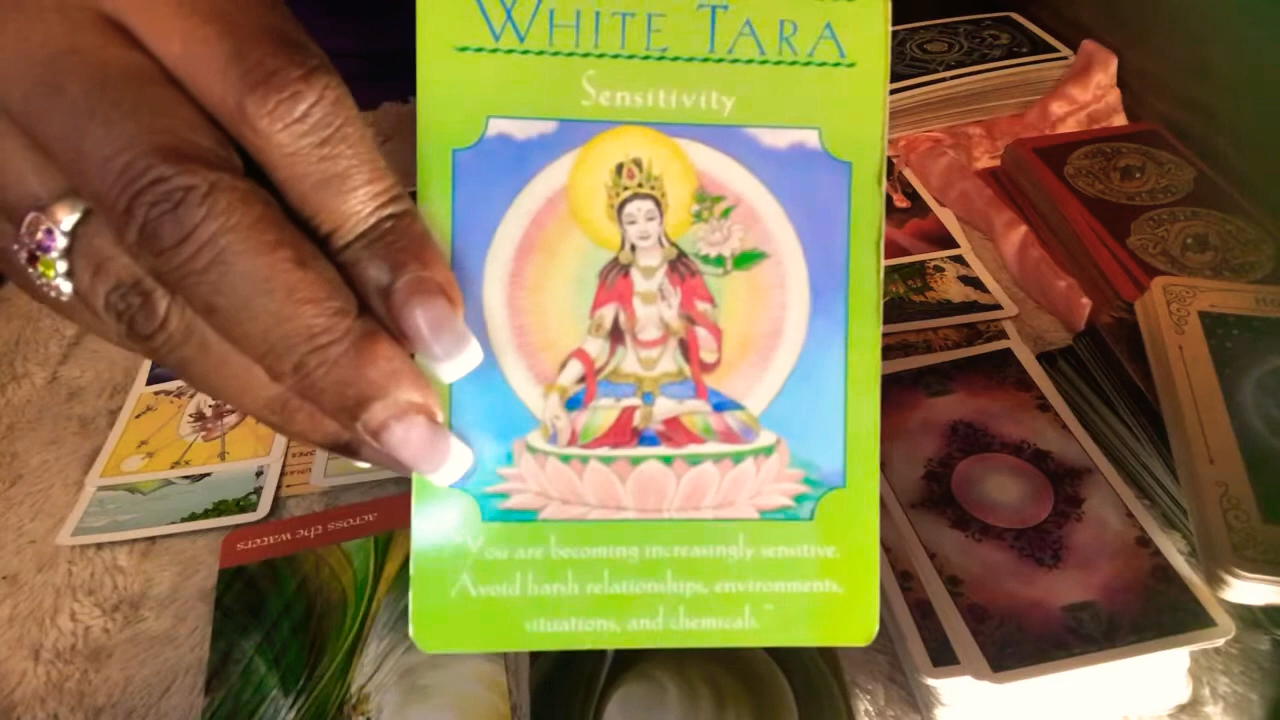 WHITE TARA
Sensitivity
"You are becoming increasingly sensitive.
Avoid harsh relationships, environments,
situations, and chemicals."
across the waters